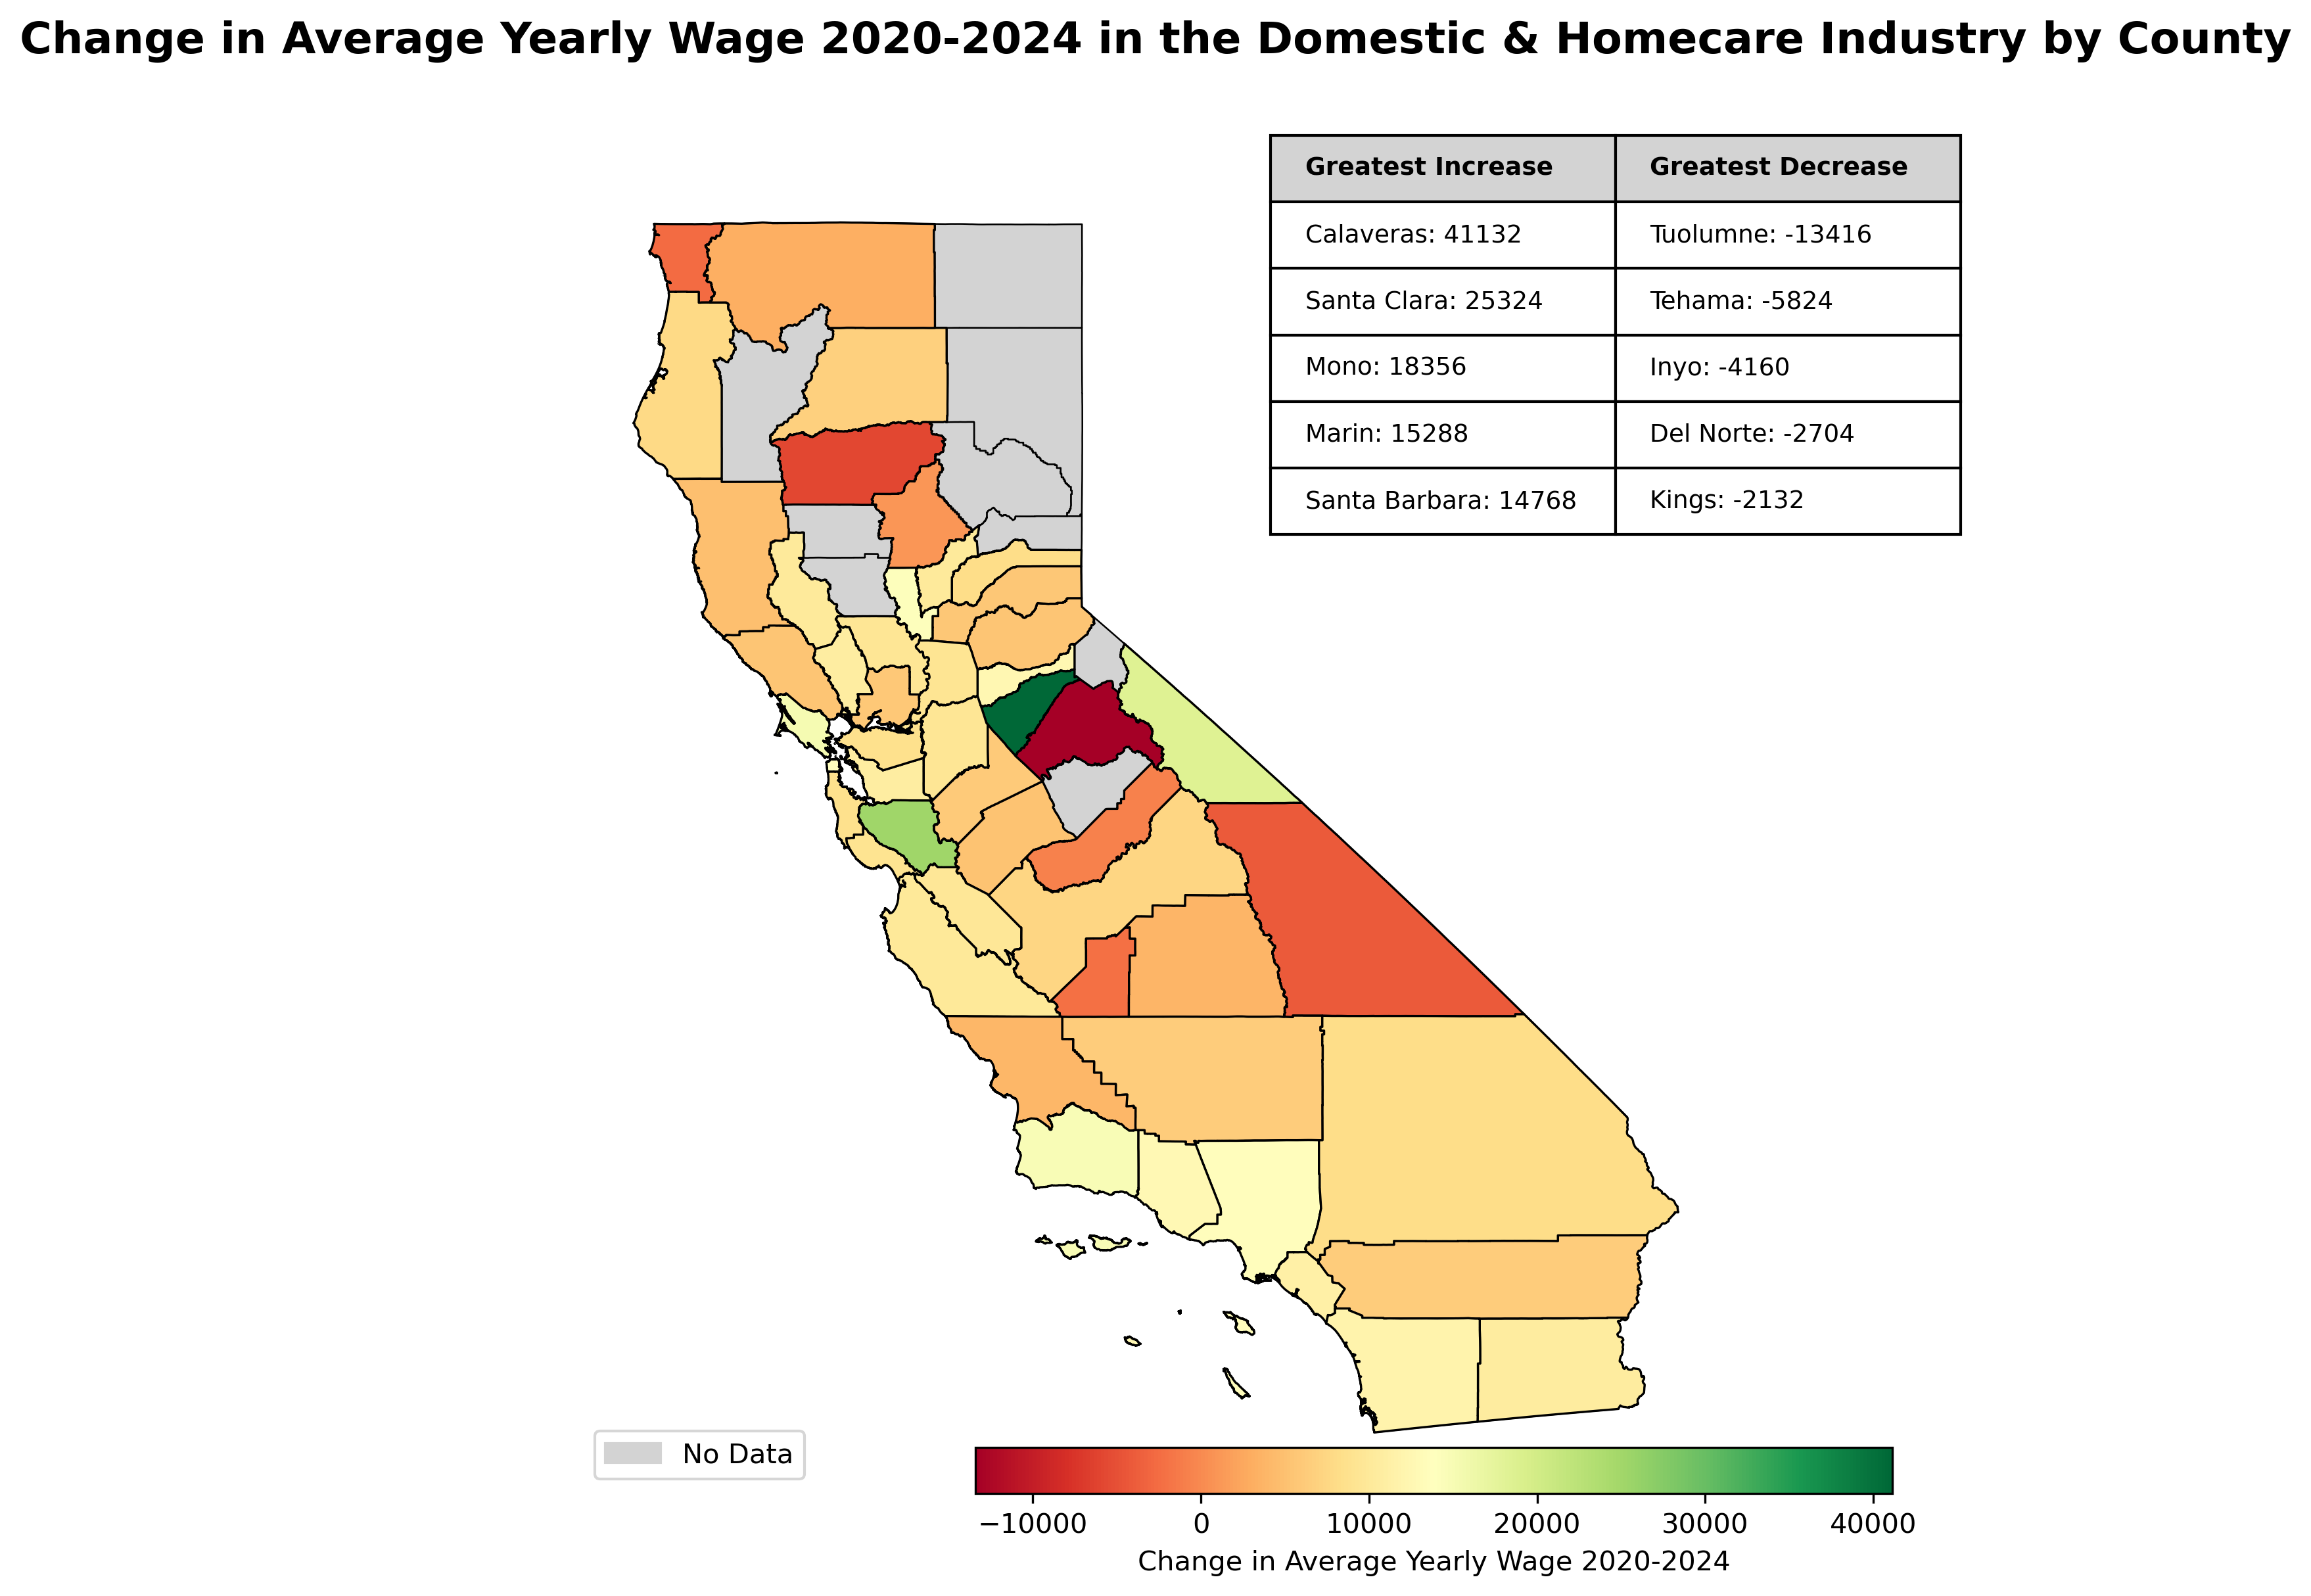 Change in Average Yearly Wage 2020-2024 in the Domestic & Homecare Industry by County
Greatest Increase Greatest Decrease
Calaveras: 41132 Tuolumne: -13416
Santa Clara: 25324 Tehama: -5824
Mono: 18356 Inyo: -4160
Marin: 15288 Del Norte: -2704
Santa Barbara: 14768 Kings: -2132
No Data
−10000 0 10000 20000 30000 40000
Change in Average Yearly Wage 2020-2024